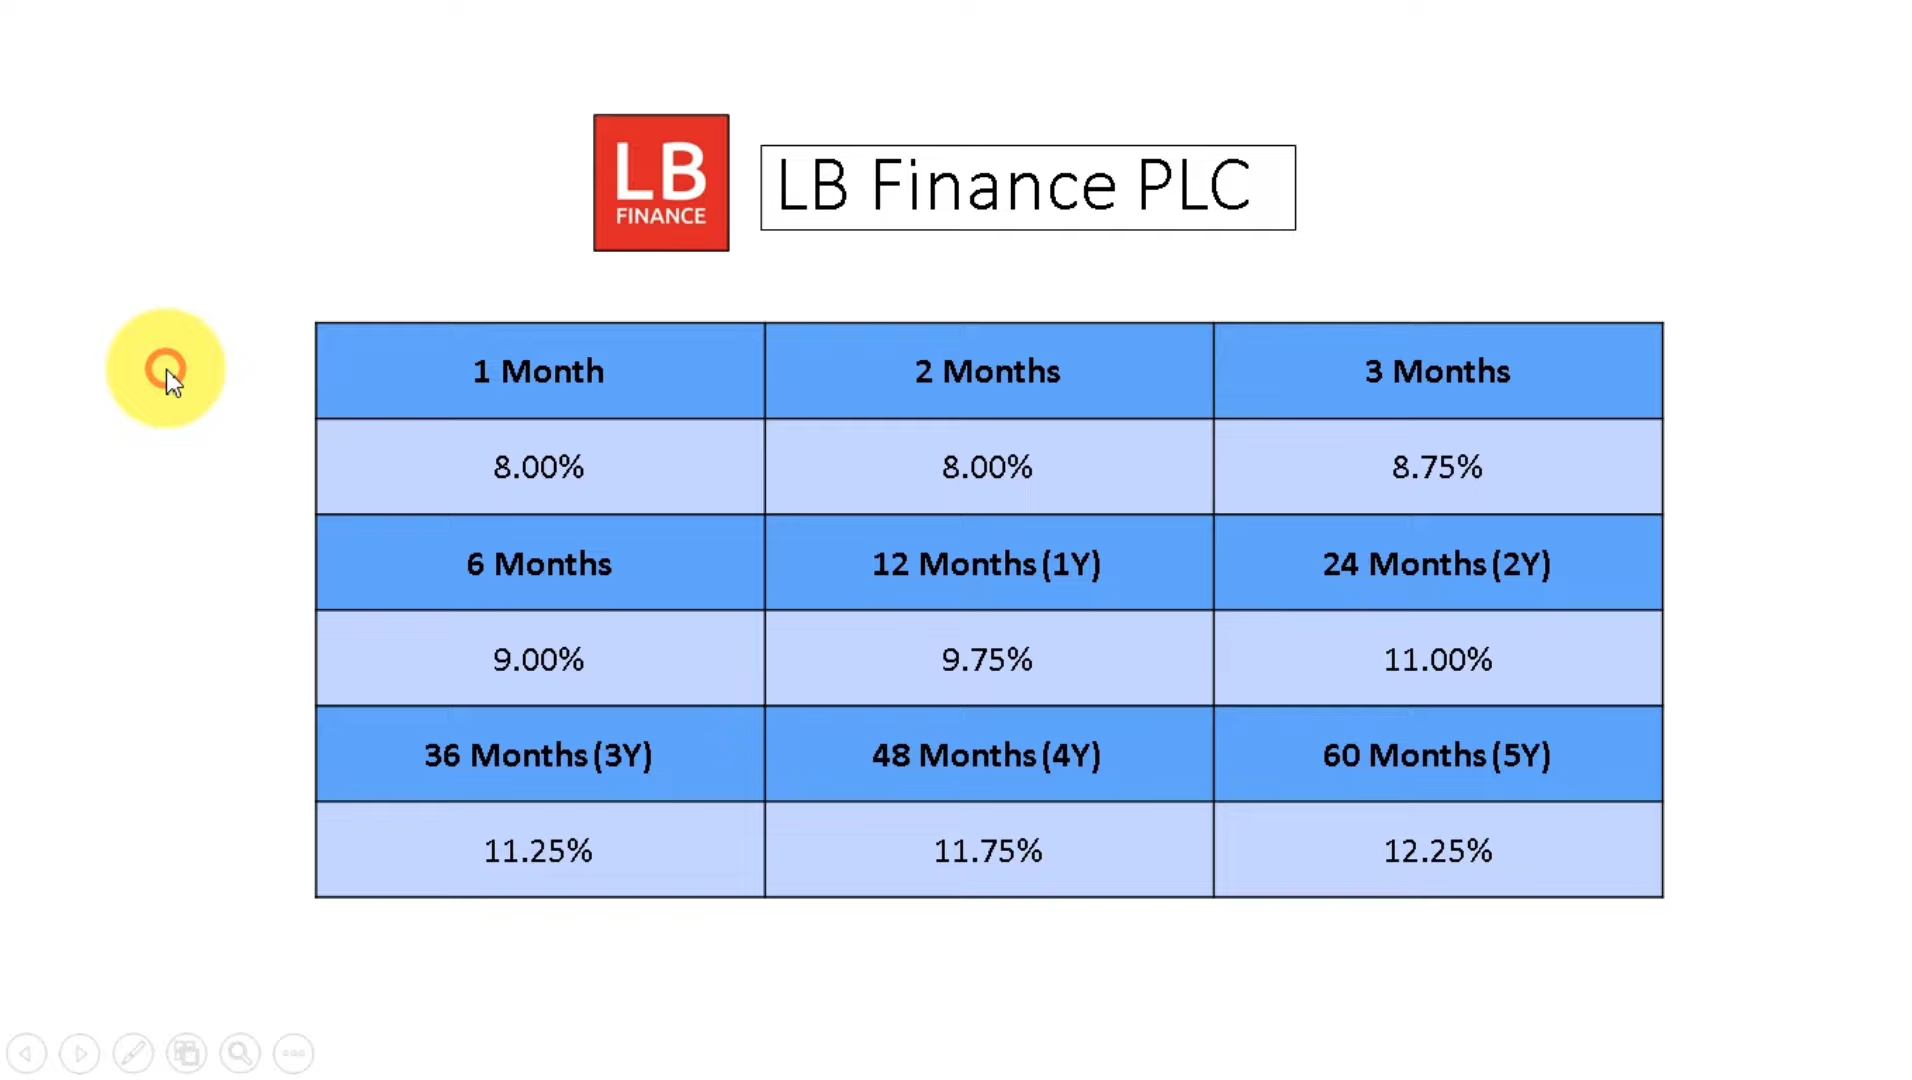 LB
FINANCE
LB Finance PLC
1 Month 2 Months 3 Months
8.00% 8.00% 8.75%
6 Months 12 Months (1Y) 24 Months (2Y)
9.00% 9.75% 11.00%
36 Months (3Y) 48 Months (4Y) 60 Months (5Y)
11.25% 11.75% 12.25%